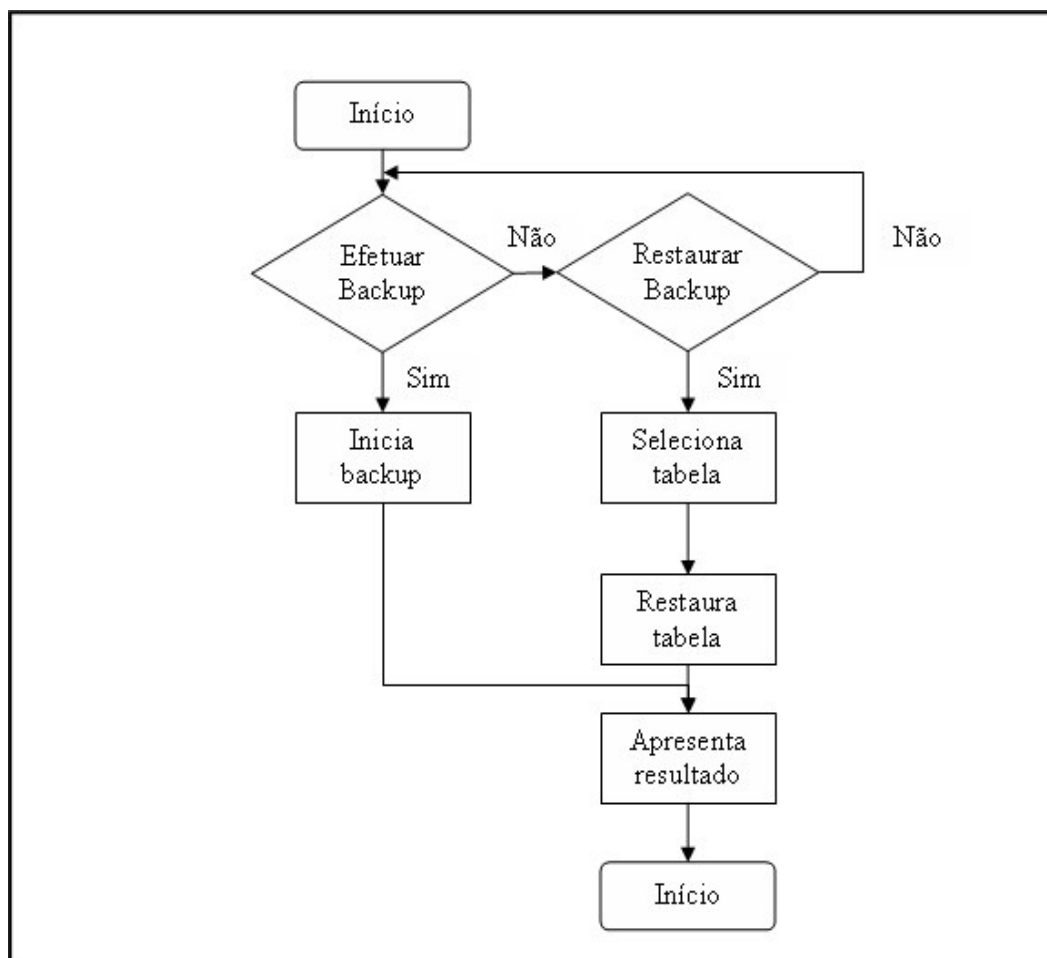 Início
Efetuar
Backup
Não
Restaurar
Backup
Não
Sim
Sim
Inicia
backup
Seleciona
tabela
Restaura
tabela
Apresenta
resultado
Início